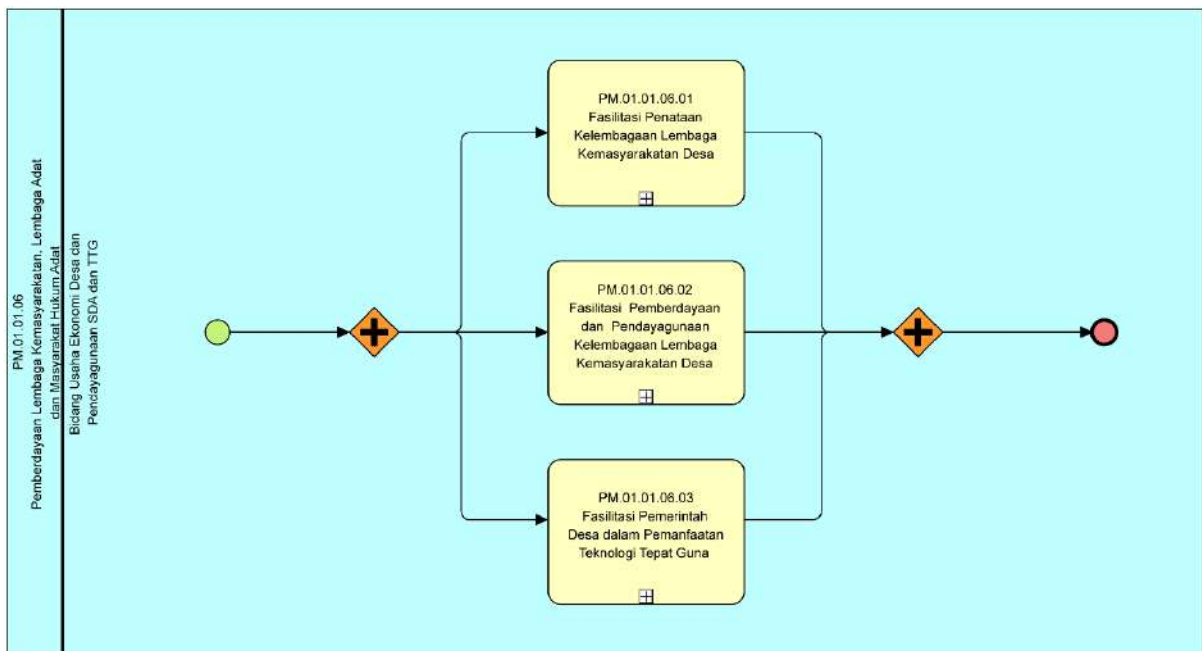 PM.01.01.06
Pemberdayaan Lembaga Kemasyarakatan, Lembaga Adat
dan Masyarakat Hukum Adat
Bidang Usaha Ekonomi Desa dan
Pendayagunaan SDA dan TTG
PM.01.01.06.01
Fasilitasi Penataan
Kelembagaan Lembaga
Kemasyarakatan Desa
PM.01.01.06.02
Fasilitasi Pemberdayaan
dan Pendayagunaan
Kelembagaan Lembaga
Kemasyarakatan Desa
PM.01.01.06.03
Fasilitasi Pemerintah
Desa dalam Pemanfaatan
Teknologi Tepat Guna